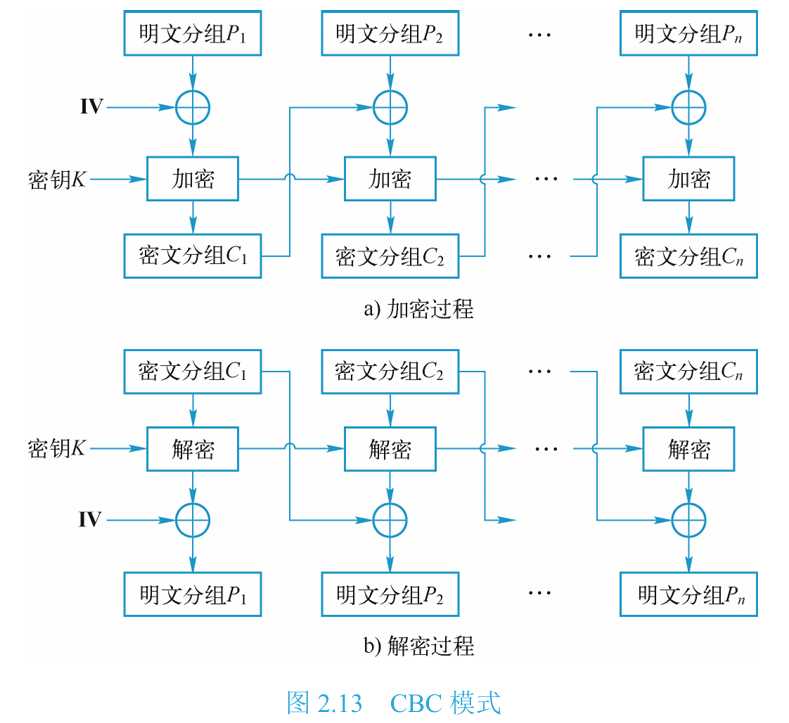 明文分组P1 明文分组P2 … 明文分组Pn
IV
密钥K 加密 加密 … 加密
密文分组C1 密文分组C2 … 密文分组Cn
a) 加密过程
密文分组C1 密文分组C2 … 密文分组Cn
密钥K 解密 解密 … 解密
IV
明文分组P1 明文分组P2 … 明文分组Pn
b) 解密过程
图 2.13 CBC 模式